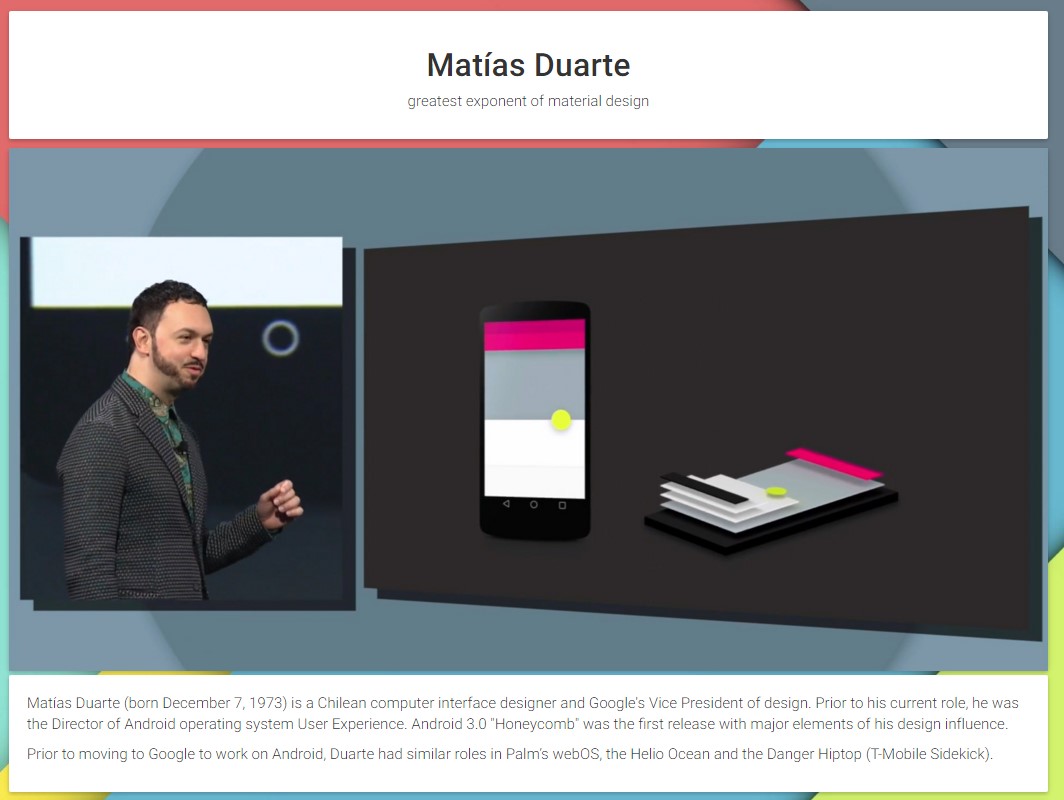 Matías Duarte
greatest exponent of material design
Matías Duarte (born December 7, 1973) is a Chilean computer interface designer and Google's Vice President of design. Prior to his current role, he was
the Director of Android operating system User Experience. Android 3.0 "Honeycomb" was the first release with major elements of his design influence.
Prior to moving to Google to work on Android, Duarte had similar roles in Palm's webOS, the Helio Ocean and the Danger Hiptop (T-Mobile Sidekick).